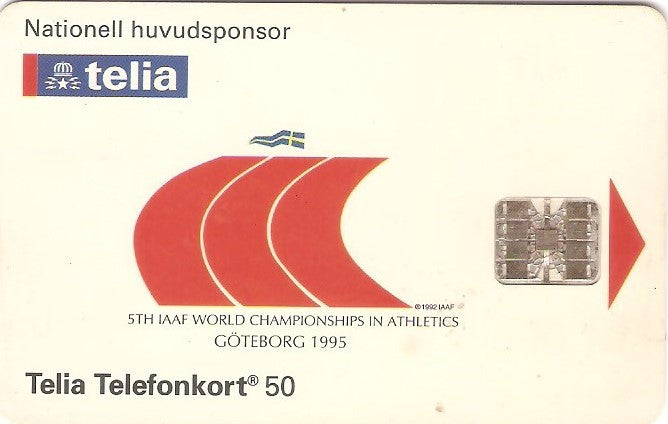 Nationell huvudsponsor
telia
©1992 IAAF
5TH IAAF WORLD CHAMPIONSHIPS IN ATHLETICS
GÖTEBORG 1995
Telia Telefonkort® 50